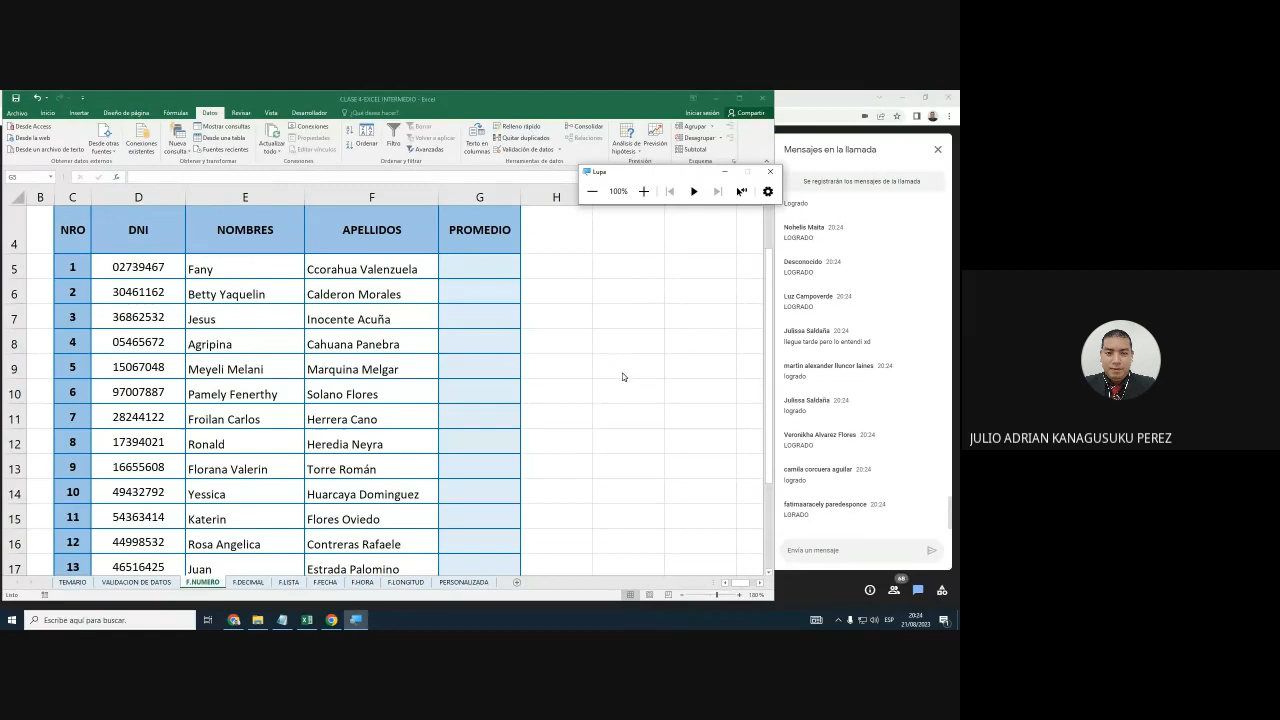 CLASE 4-EXCEL INTERMEDIO - Excel
Archivo Inicio Insertar Diseño de página Fórmulas Datos Revisar Vista Desarrollador ¿Qué desea hacer? Iniciar sesión Compartir
Desde Access
Desde la web
Desde un archivo de texto
Desde otras fuentes
Conexiones existentes
Obtener datos externos
Nueva consulta
Mostrar consultas
Desde una tabla
Fuentes recientes
Obtener y transformar
Actualizar todo
Conexiones
Propiedades
Editar vínculos
Conexiones
Ordenar
Filtro
Borrar
Volver a aplicar
Avanzadas
Ordenar y filtrar
Texto en columnas
Relleno rápido
Quitar duplicados
Validación de datos
Consolidar
Relaciones
Herramientas de datos
Análisis de hipótesis
Previsión
Previsión
Agrupar
Desagrupar
Subtotal
Esquema
G5
Lupa
100%
B C D E F G H
4 NRO DNI NOMBRES APELLIDOS PROMEDIO
5 1 02739467 Fany Ccorahua Valenzuela
6 2 30461162 Betty Yaquelin Calderon Morales
7 3 36862532 Jesus Inocente Acuña
8 4 05465672 Agripina Cahuana Panebra
9 5 15067048 Meyeli Melani Marquina Melgar
10 6 97007887 Pamely Fenerthy Solano Flores
11 7 28244122 Froilan Carlos Herrera Cano
12 8 17394021 Ronald Heredia Neyra
13 9 16655608 Florana Valerin Torre Román
14 10 49432792 Yessica Huarcaya Dominguez
15 11 54363414 Katerin Flores Oviedo
16 12 44998532 Rosa Angelica Contreras Rafaele
17 13 46516425 Juan Estrada Palomino
TEMARIO VALIDACION DE DATOS F.NUMERO F.DECIMAL F.LISTA F.FECHA F.HORA F.LONGITUD PERSONALIZADA
Listo
180 %
Escribe aquí para buscar.
ESP
20:24
21/08/2023
Mensajes en la llamada
Se registrarán los mensajes de la llamada
Logrado
Nohelis Maita 20:24
LOGRADO
Desconocido 20:24
LOGRADO
Luz Campoverde 20:24
LOGRADO
Julissa Saldaña 20:24
llegue tarde pero lo entendi xd
martin alexander lluncor laines 20:24
logrado
Julissa Saldaña 20:24
logrado
Veronikha Alvarez Flores 20:24
LOGRADO
camila corcuera aguilar 20:24
logrado
fatimaaracely paredesponce 20:24
LGRADO
Envía un mensaje
68
JULIO ADRIAN KANAGUSUKU PEREZ